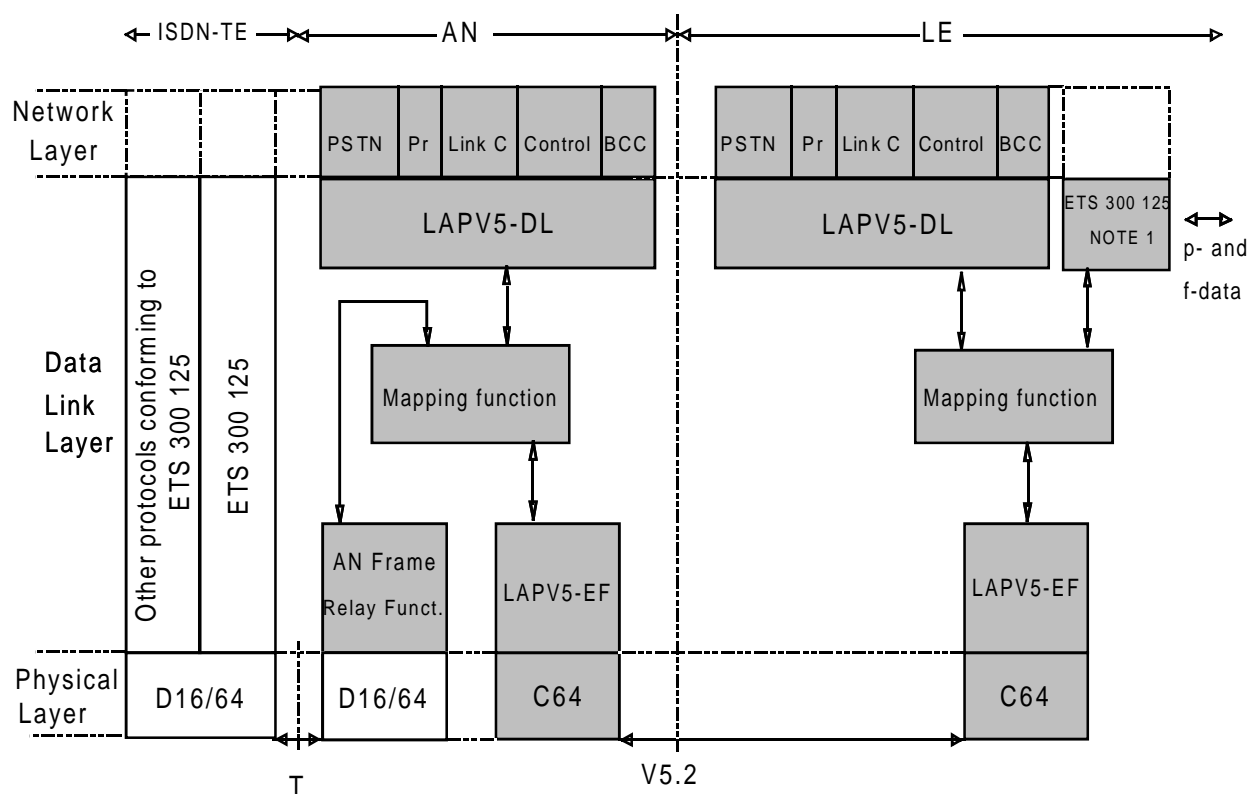 ISDN-TE AN LE
Network
Layer
PSTN Pr Link C Control BCC
PSTN Pr Link C Control BCC
LAPV5-DL
LAPV5-DL
ETS 300 125
NOTE 1
p- and
f-data
Data
Link
Layer
Other protocols conforming to
ETS 300 125
ETS 300 125
Mapping function
Mapping function
AN Frame
Relay Funct.
LAPV5-EF
LAPV5-EF
Physical
Layer
D16/64
D16/64
C64
C64
T
V5.2